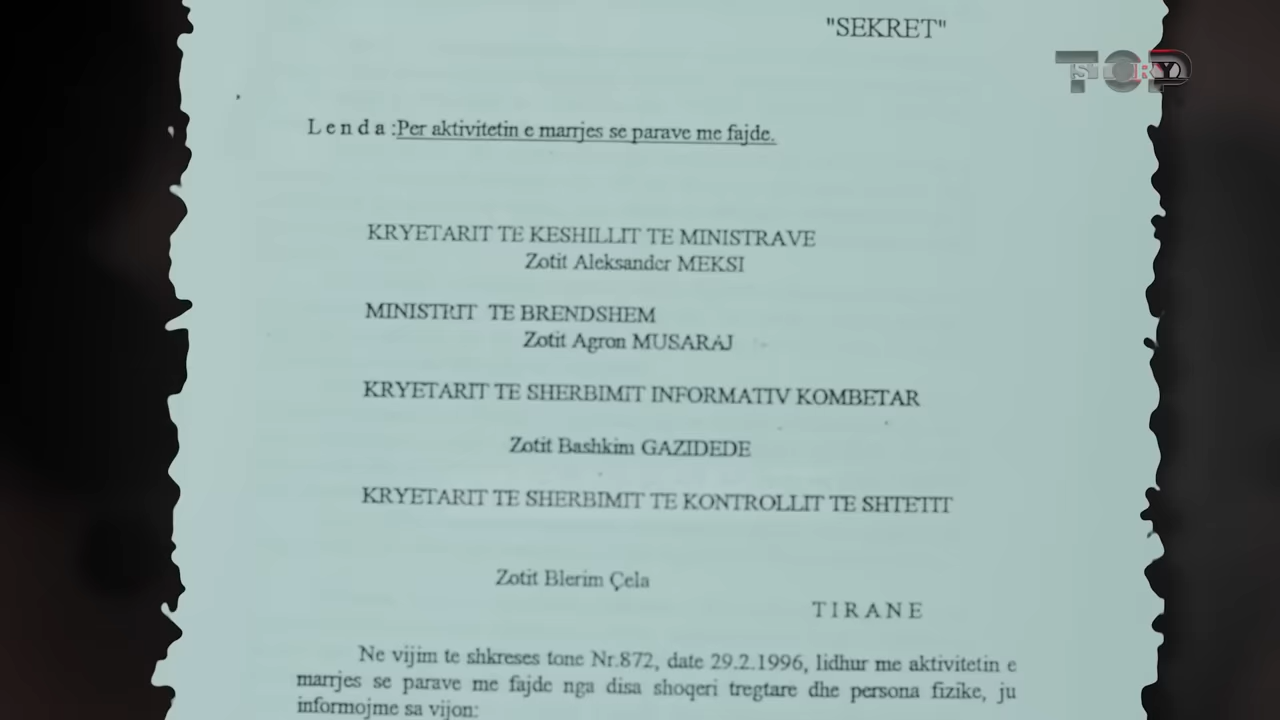 "SEKRET"
TOP STORY
L e n d a :Per aktivitetin e marrjes se parave me fajde.
KRYETARIT TE KESHILLIT TE MINISTRAVE
Zotit Aleksander MEKSI
MINISTRIT TE BRENDSHEM
Zotit Agron MUSARAJ
KRYETARIT TE SHERBIMIT INFORMATIV KOMBETAR
Zotit Bashkim GAZIDEDE
KRYETARIT TE SHERBIMIT TE KONTROLLIT TE SHTETIT
Zotit Blerim Çela
T I R A N E
Ne vijim te shkreses tone Nr.872, date 29.2.1996, lidhur me aktivitetin e
marrjes se parave me fajde nga disa shoqeri tregtare dhe persona fizike, ju
informojme sa vijon: